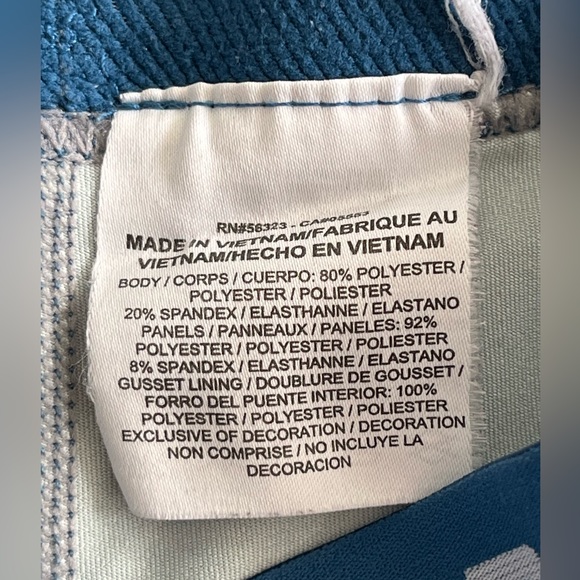 RN#56323 - CA#05553
MADE IN VIETNAM/FABRIQUE AU
VIETNAM/HECHO EN VIETNAM
BODY / CORPS / CUERPO: 80% POLYESTER /
POLYESTER / POLIESTER
20% SPANDEX / ELASTHANNE / ELASTANO
PANELS / PANNEAUX / PANELES: 92%
POLYESTER / POLYESTER / POLIESTER
8% SPANDEX / ELASTHANNE / ELASTANO
GUSSET LINING / DOUBLURE DE GOUSSET /
FORRO DEL PUENTE INTERIOR: 100%
POLYESTER / POLYESTER / POLIESTER
EXCLUSIVE OF DECORATION / DECORATION
NON COMPRISE / NO INCLUYE LA
DECORACION